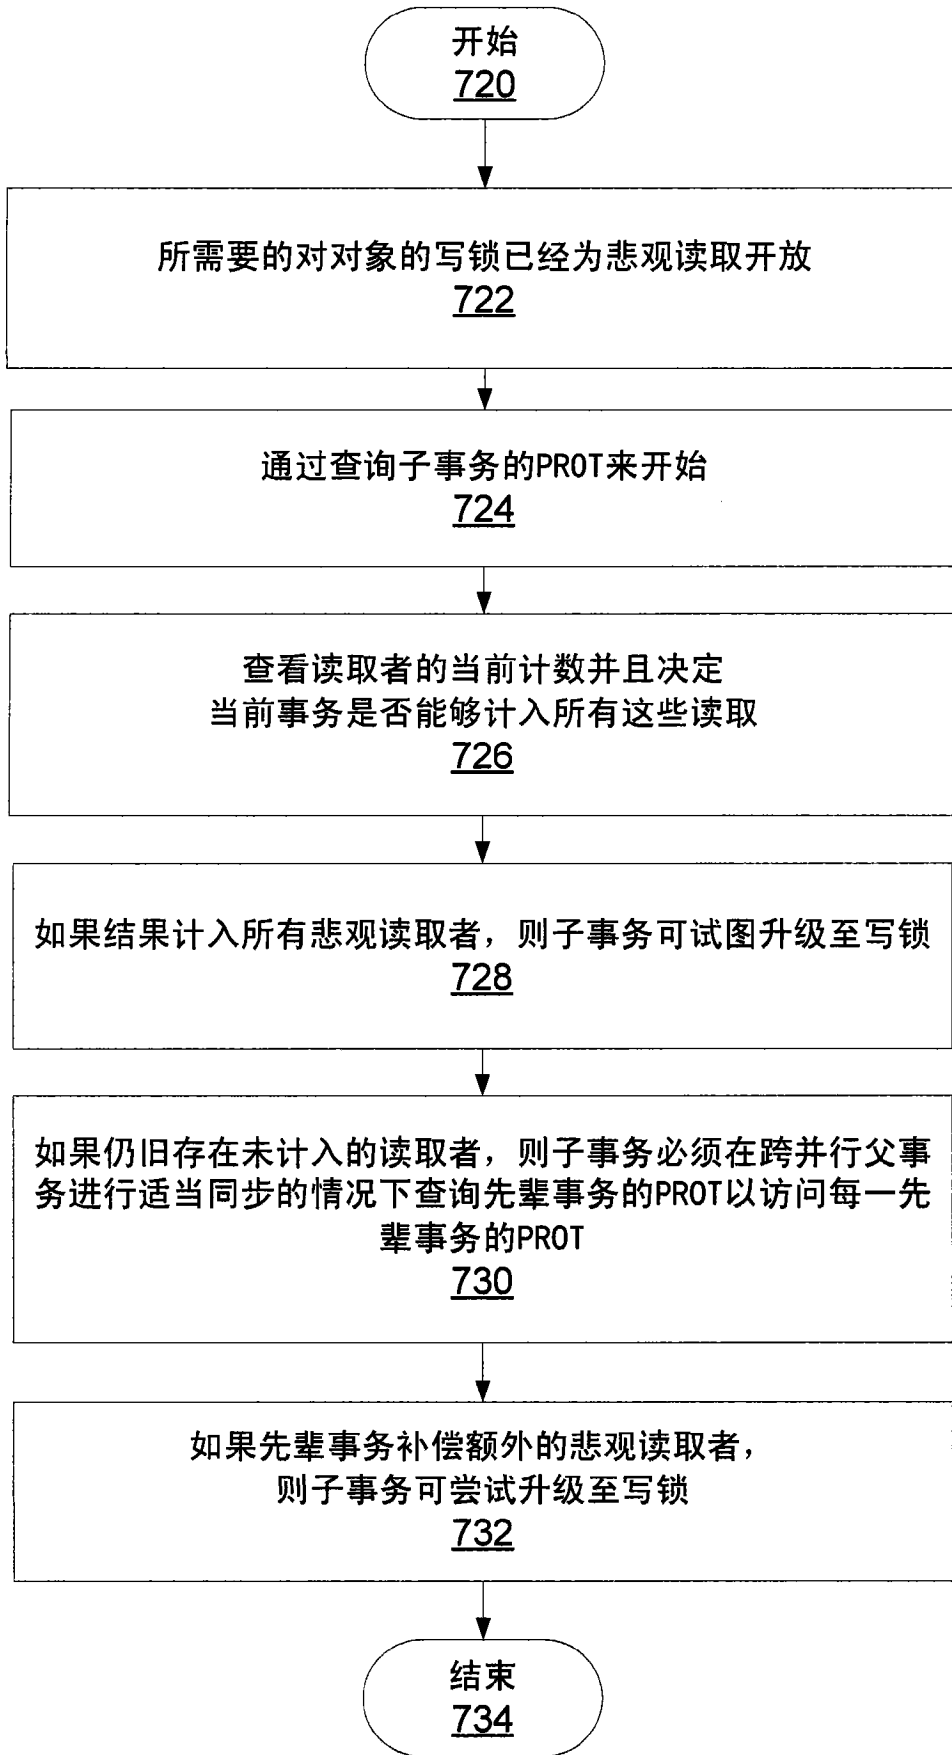 开始
720
所需要的对对象的写锁已经为悲观读取开放
722
通过查询子事务的PROT来开始
724
查看读取者的当前计数并且决定
当前事务是否能够计入所有这些读取
726
如果结果计入所有悲观读取者，则子事务可试图升级至写锁
728
如果仍旧存在未计入的读取者，则子事务必须在跨并行父事
务进行适当同步的情况下查询先辈事务的PROT以访问每一先
辈事务的PROT
730
如果先辈事务补偿额外的悲观读取者，
则子事务可尝试升级至写锁
732
结束
734